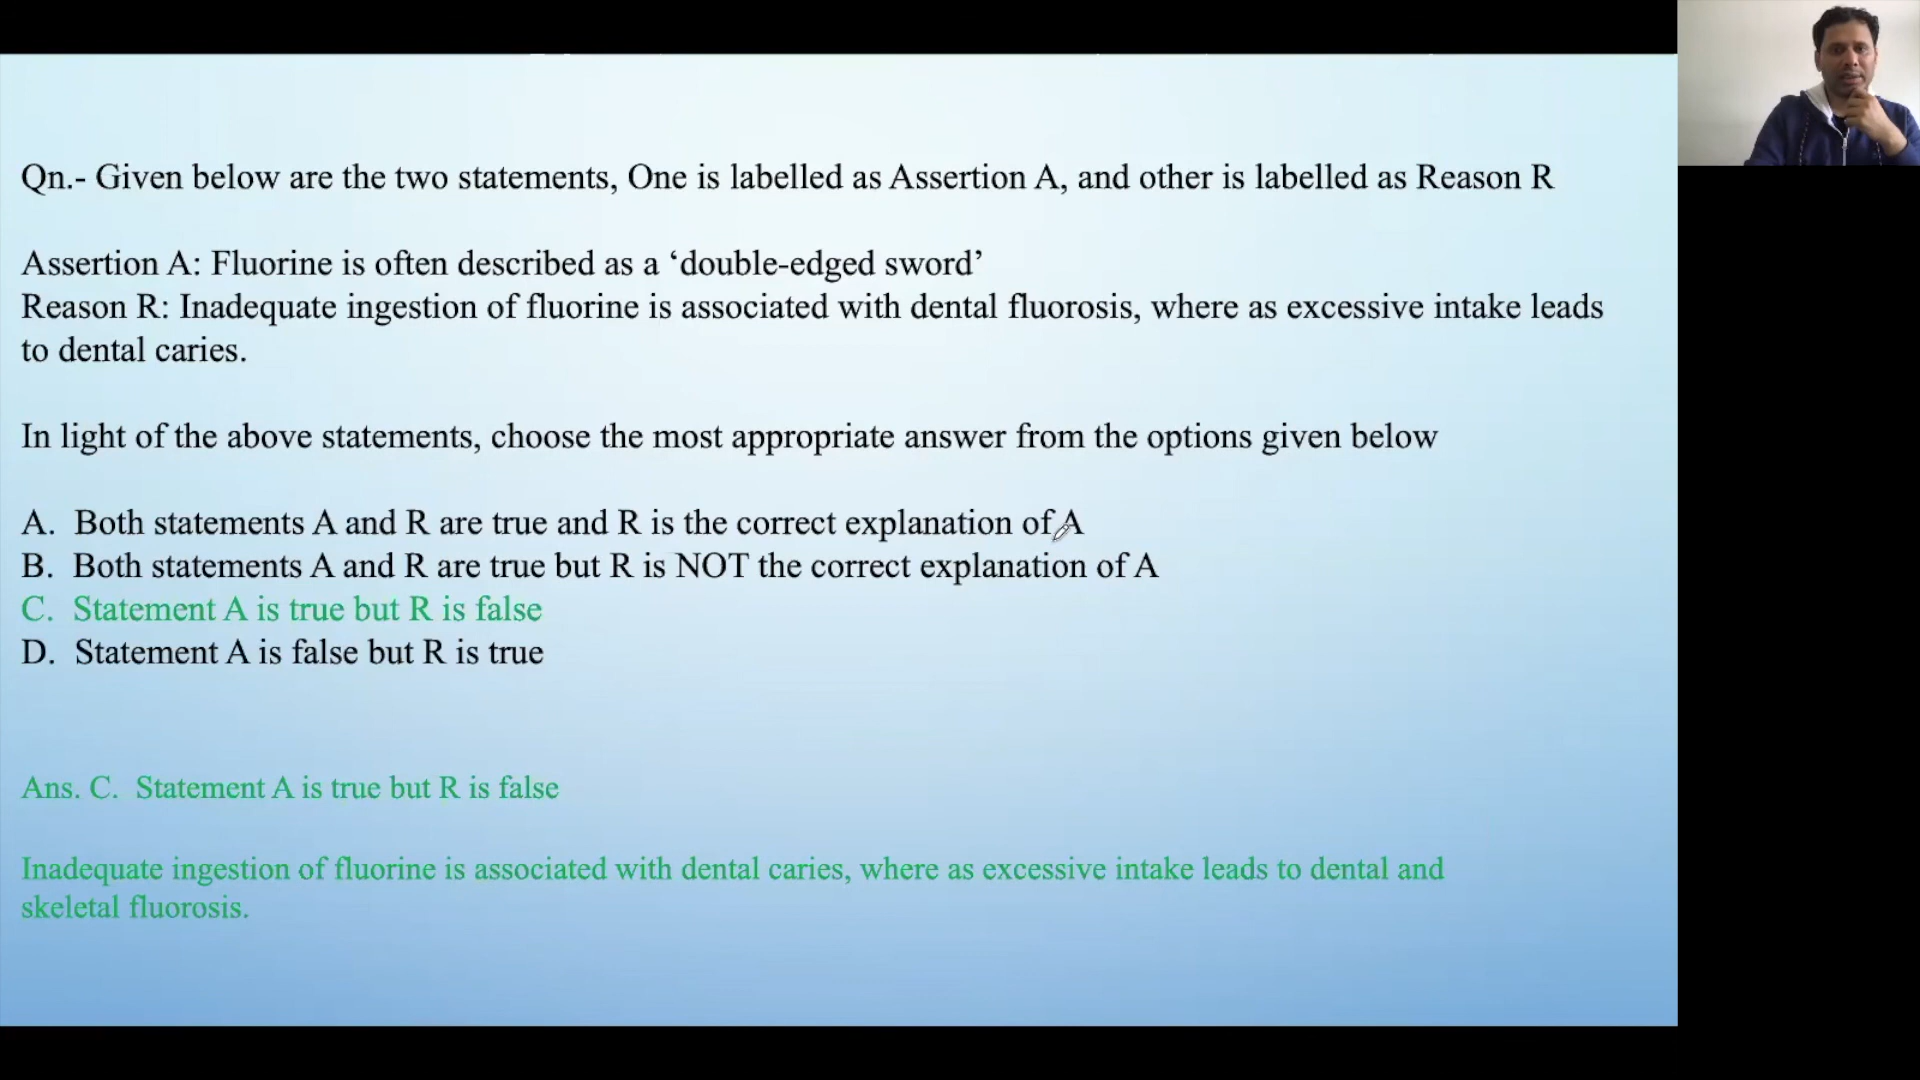 Qn.- Given below are the two statements, One is labelled as Assertion A, and other is labelled as Reason R
Assertion A: Fluorine is often described as a ‘double-edged sword’
Reason R: Inadequate ingestion of fluorine is associated with dental fluorosis, where as excessive intake leads
to dental caries.
In light of the above statements, choose the most appropriate answer from the options given below
A. Both statements A and R are true and R is the correct explanation of A
B. Both statements A and R are true but R is NOT the correct explanation of A
C. Statement A is true but R is false
D. Statement A is false but R is true
Ans. C. Statement A is true but R is false
Inadequate ingestion of fluorine is associated with dental caries, where as excessive intake leads to dental and
skeletal fluorosis.